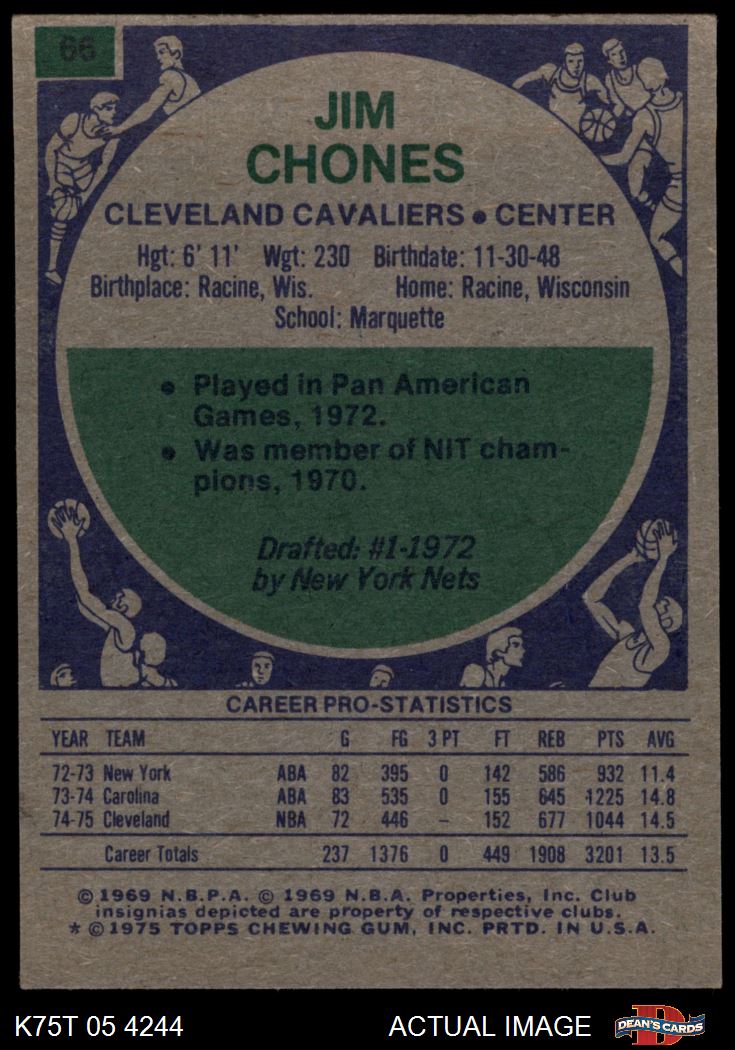 66
JIM
CHONES
CLEVELAND CAVALIERS • CENTER
Hgt: 6' 11' Wgt: 230 Birthdate: 11-30-48
Birthplace: Racine, Wis. Home: Racine, Wisconsin
School: Marquette
• Played in Pan American
Games, 1972.
• Was member of NIT cham-
pions, 1970.
Drafted: #1-1972
by New York Nets
CAREER PRO-STATISTICS
YEAR TEAM G FG 3 PT FT REB PTS AVG
72-73 New York ABA 82 395 0 142 586 932 11.4
73-74 Carolina ABA 83 535 0 155 645 1225 14.8
74-75 Cleveland NBA 72 446 – 152 677 1044 14.5
Career Totals 237 1376 0 449 1908 3201 13.5
© 1969 N.B.P.A. © 1969 N.B.A. Properties, Inc. Club
insignias depicted are property of respective clubs.
* © 1975 TOPPS CHEWING GUM, INC. PRTD. IN U.S.A.
K75T 05 4244 ACTUAL IMAGE D DEAN'S CARDS